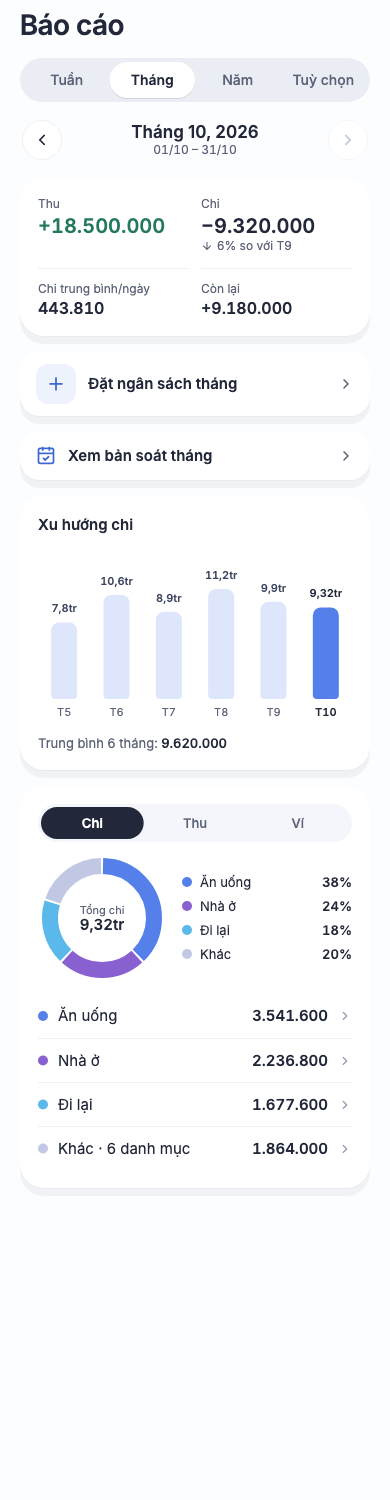 Báo cáo
Tuần Tháng Năm Tuỳ chọn
Tháng 10, 2026
01/10 – 31/10
Thu Chi
+18.500.000 −9.320.000
↓ 6% so với T9
Chi trung bình/ngày Còn lại
443.810 +9.180.000
Đặt ngân sách tháng
Xem bản soát tháng
Xu hướng chi
7,8tr 10,6tr 8,9tr 11,2tr 9,9tr 9,32tr
T5 T6 T7 T8 T9 T10
Trung bình 6 tháng: 9.620.000
Chi Thu Ví
Tổng chi
9,32tr
Ăn uống 38%
Nhà ở 24%
Đi lại 18%
Khác 20%
Ăn uống 3.541.600
Nhà ở 2.236.800
Đi lại 1.677.600
Khác · 6 danh mục 1.864.000